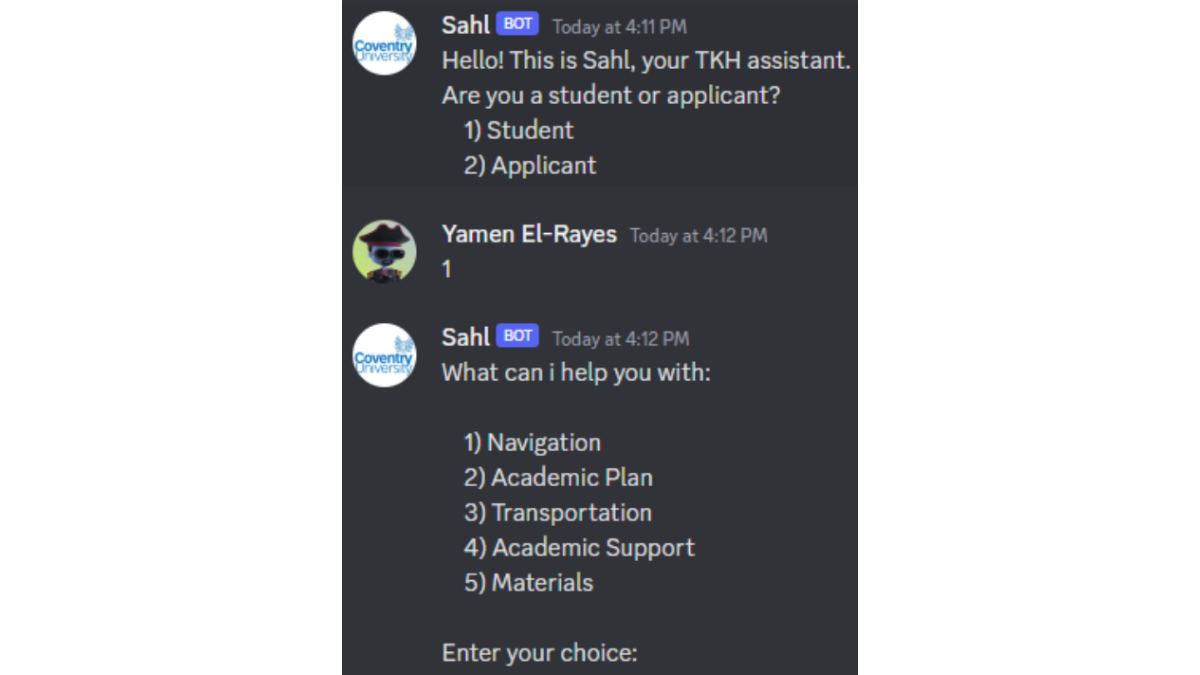 Coventry
University
Sahl BOT Today at 4:11 PM
Hello! This is Sahl, your TKH assistant.
Are you a student or applicant?
1) Student
2) Applicant
Yamen El-Rayes Today at 4:12 PM
1
Coventry
University
Sahl BOT Today at 4:12 PM
What can i help you with:
1) Navigation
2) Academic Plan
3) Transportation
4) Academic Support
5) Materials
Enter your choice: